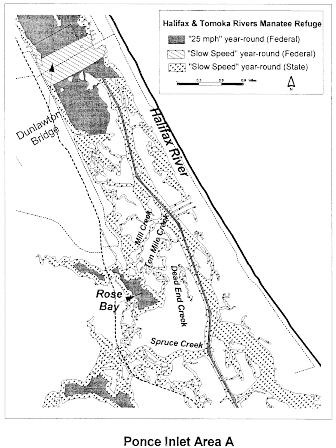 Halifax & Tomoka Rivers Manatee Refuge
"25 mph" year-round (Federal)
"Slow Speed" year-round (Federal)
"Slow Speed" year-round (State)
Dunlawton
Bridge
Halifax River
Mill Creek
Ten Mile Creek
Dead End Creek
Rose
Bay
Spruce Creek
Ponce Inlet Area A